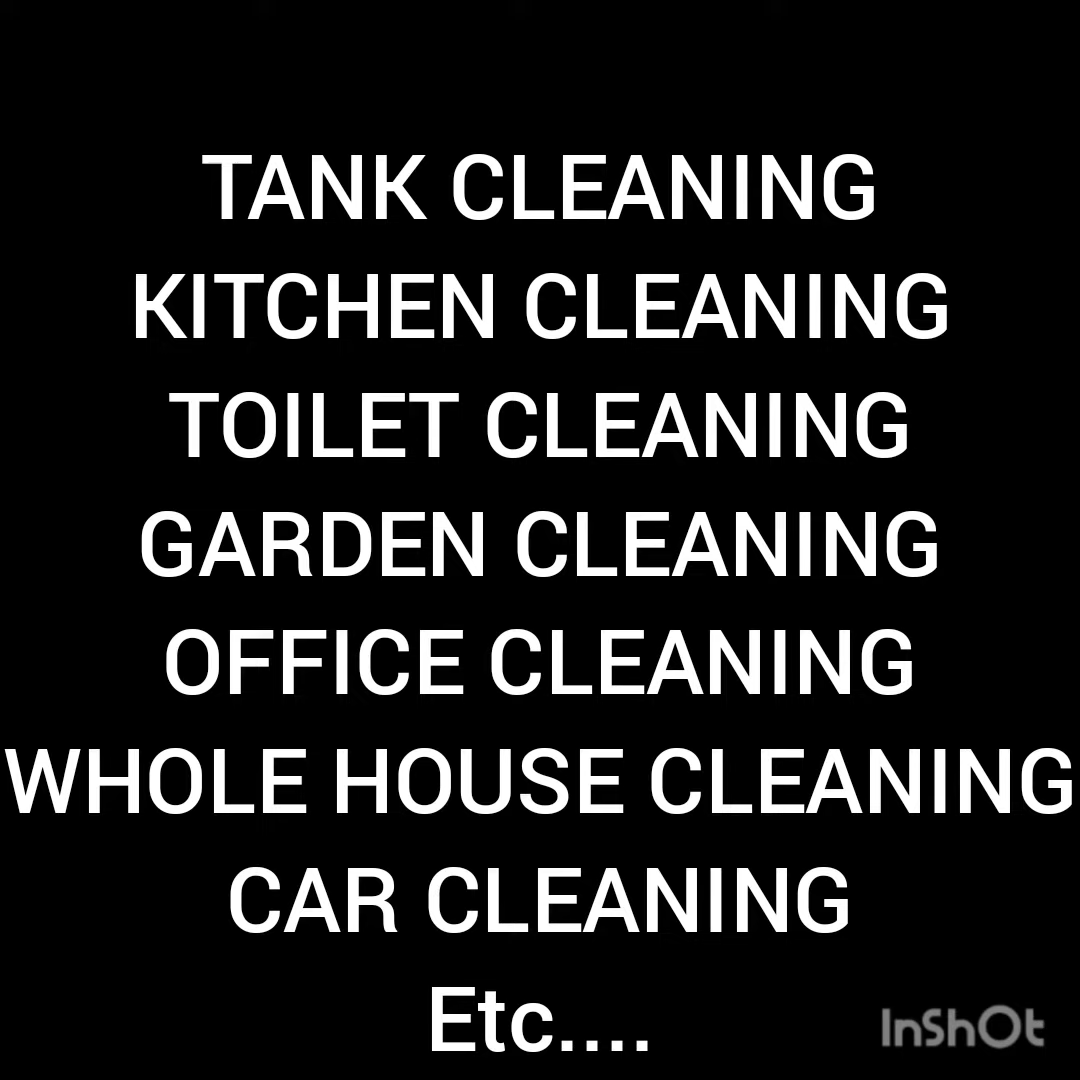 TANK CLEANING
KITCHEN CLEANING
TOILET CLEANING
GARDEN CLEANING
OFFICE CLEANING
WHOLE HOUSE CLEANING
CAR CLEANING
Etc....
InShOt